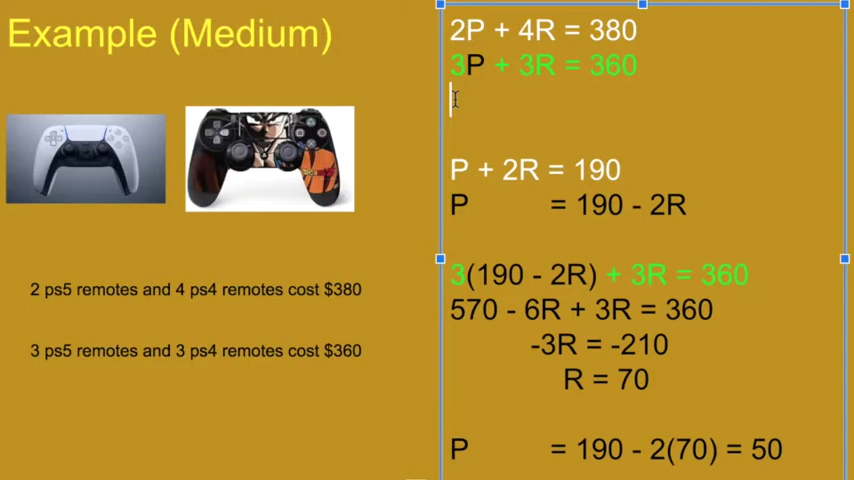 Example (Medium)
2 ps5 remotes and 4 ps4 remotes cost $380
3 ps5 remotes and 3 ps4 remotes cost $360
2P + 4R = 380
3P + 3R = 360
P + 2R = 190
P = 190 - 2R
3(190 - 2R) + 3R = 360
570 - 6R + 3R = 360
-3R = -210
R = 70
P = 190 - 2(70) = 50